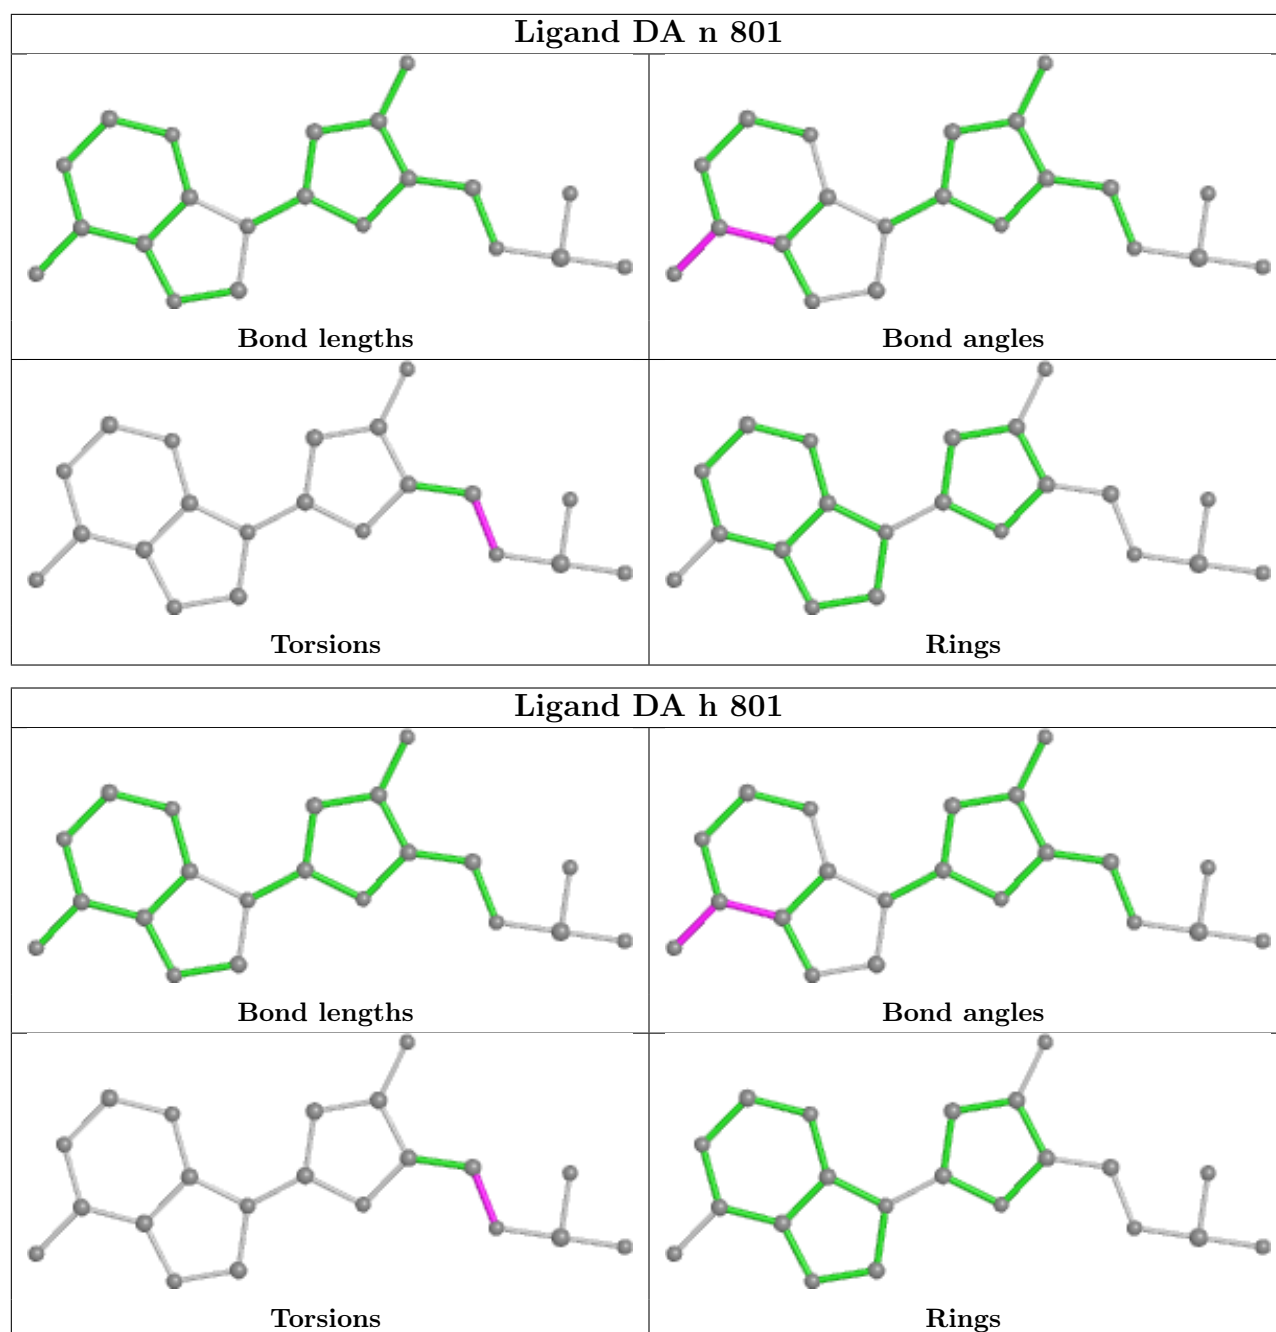 Ligand DA n 801
Bond lengths
Bond angles
Torsions
Rings
Ligand DA h 801
Bond lengths
Bond angles
Torsions
Rings